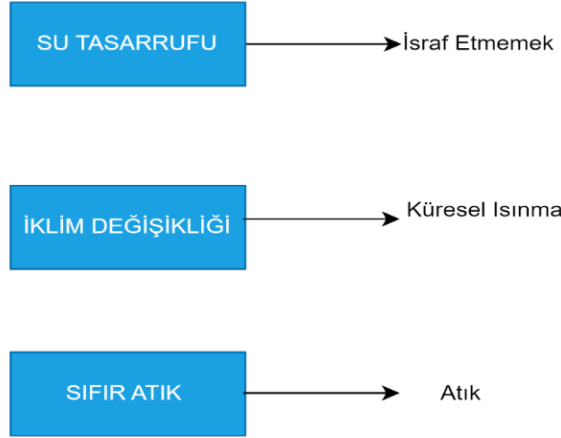 SU TASARRUFU
İsraf Etmemek
İKLİM DEĞİŞİKLİĞİ
Küresel Isınma
SIFIR ATIK
Atık